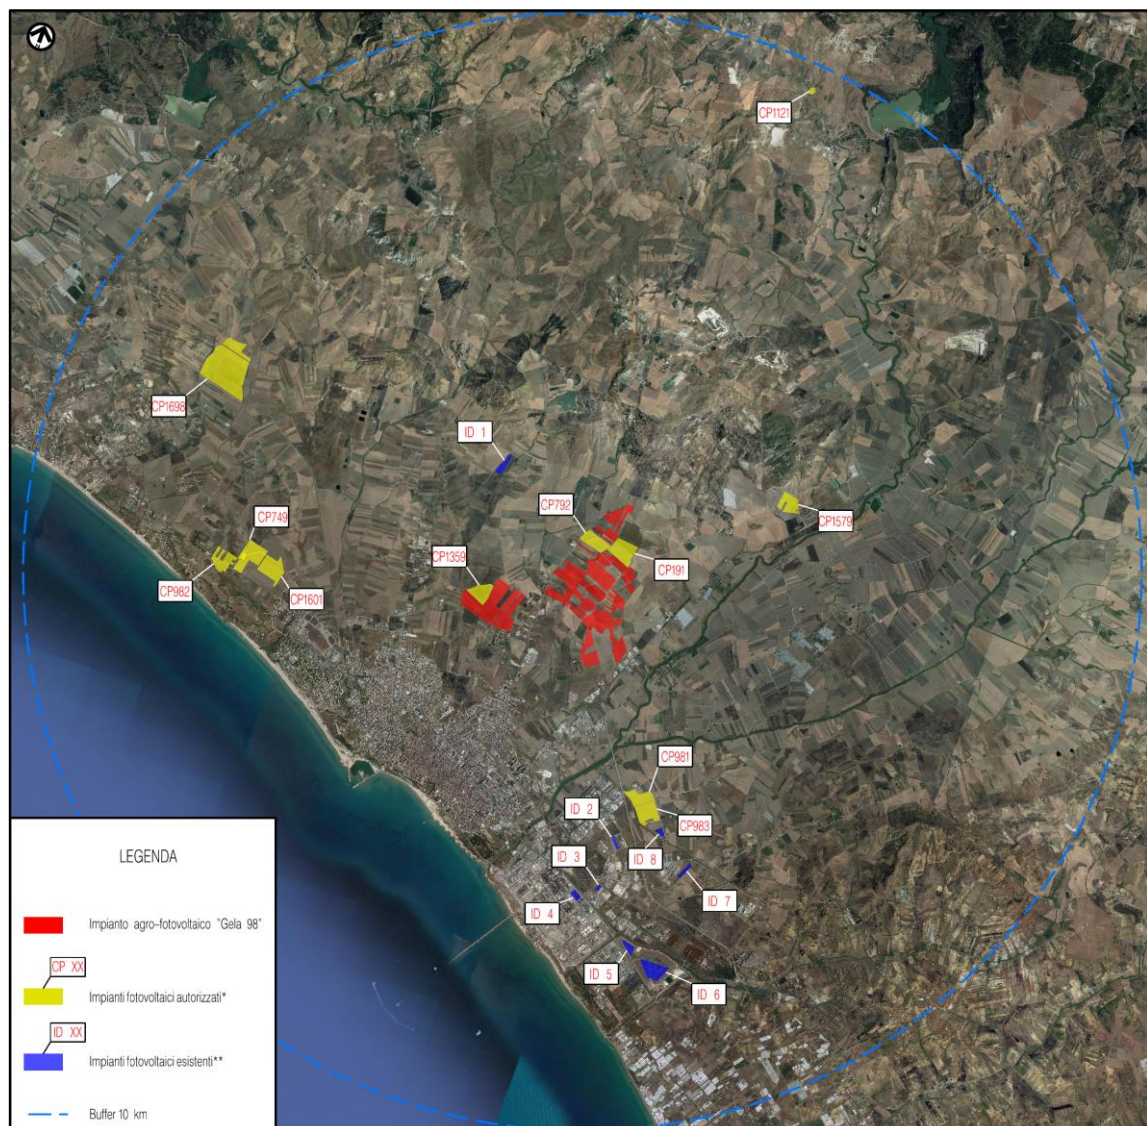 CP1121
CP1698
ID 1
CP792
CP1579
CP749
CP1359
CP191
CP982
CP1601
CP981
ID 2
CP983
ID 8
ID 3
ID 7
ID 4
ID 5
ID 6
LEGENDA
Impianto agro-fotovoltaico "Gela 98"
CP XX
Impianti fotovoltaici autorizzati*
ID XX
Impianti fotovoltaici esistenti**
Buffer 10 km